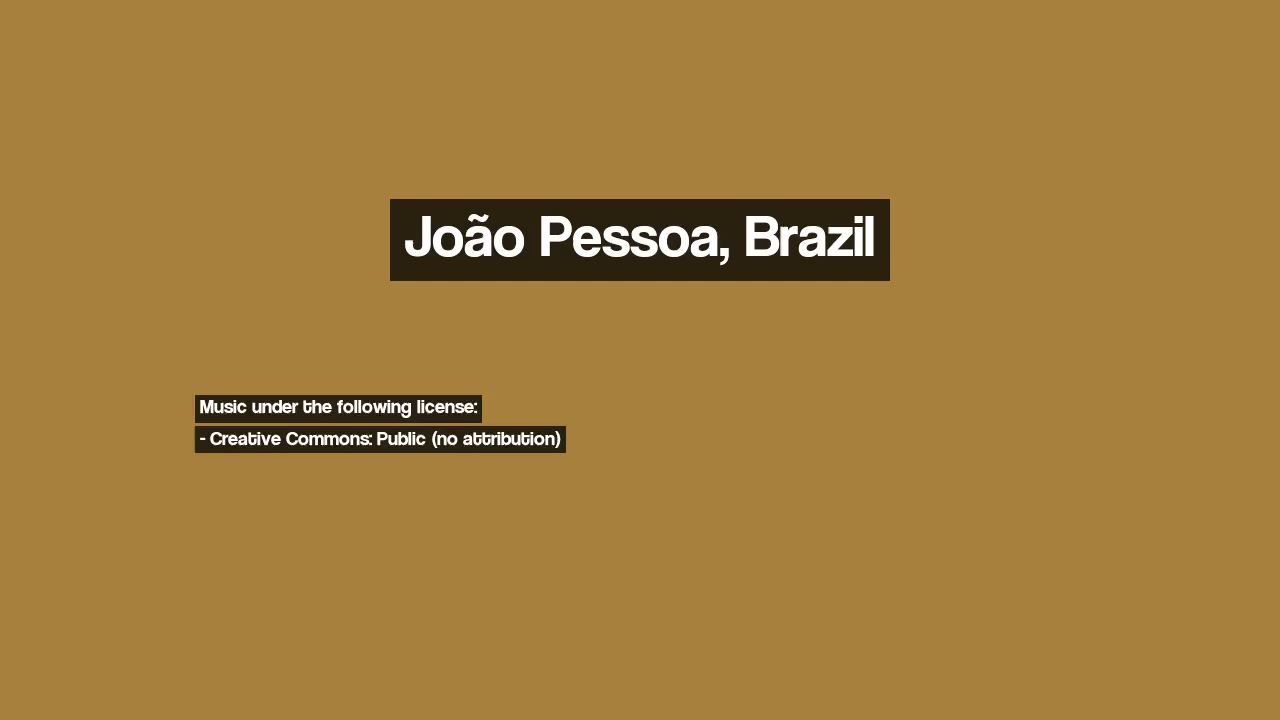 João Pessoa, Brazil
Music under the following license:
- Creative Commons: Public (no attribution)